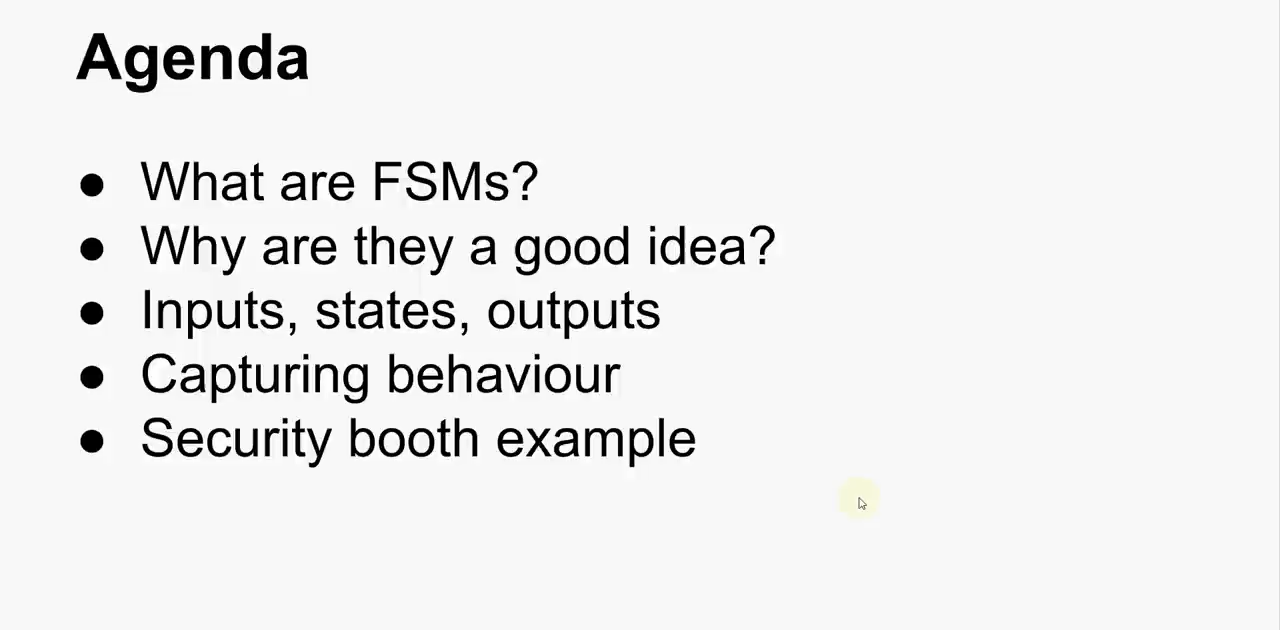 Agenda
● What are FSMs?
● Why are they a good idea?
● Inputs, states, outputs
● Capturing behaviour
● Security booth example